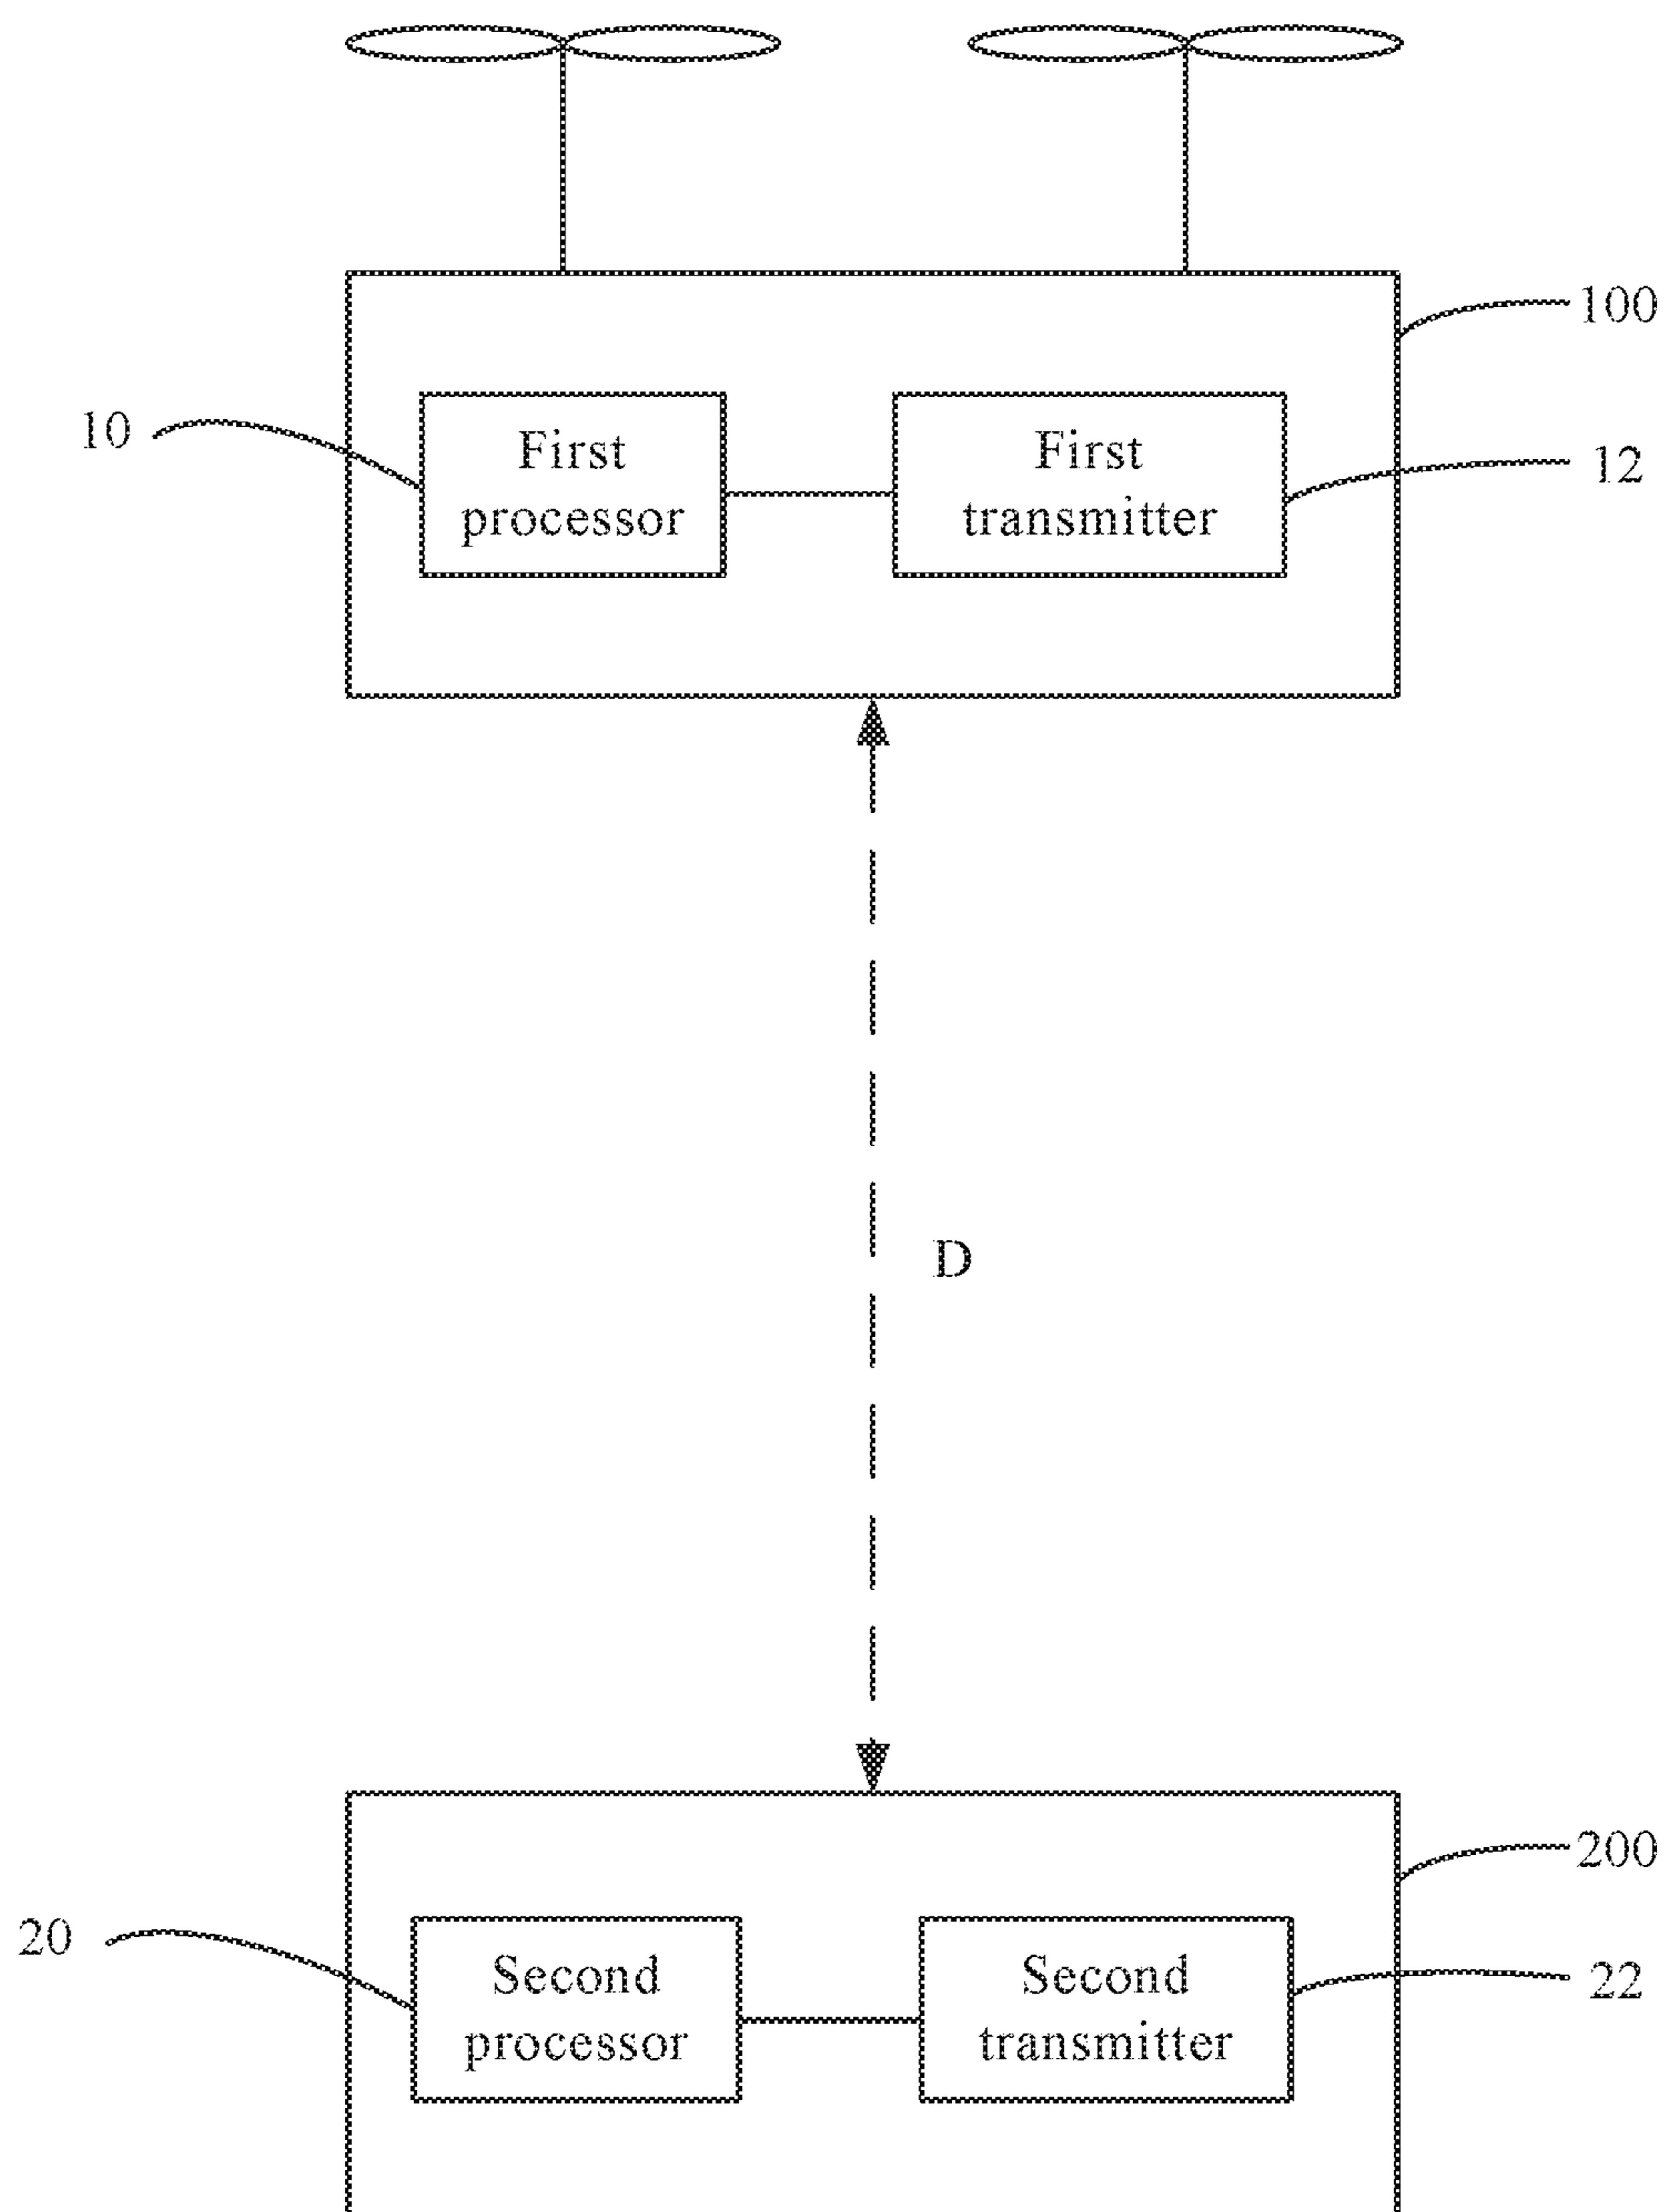 100
10
First
processor
First
transmitter
12
D
200
20
Second
processor
Second
transmitter
22